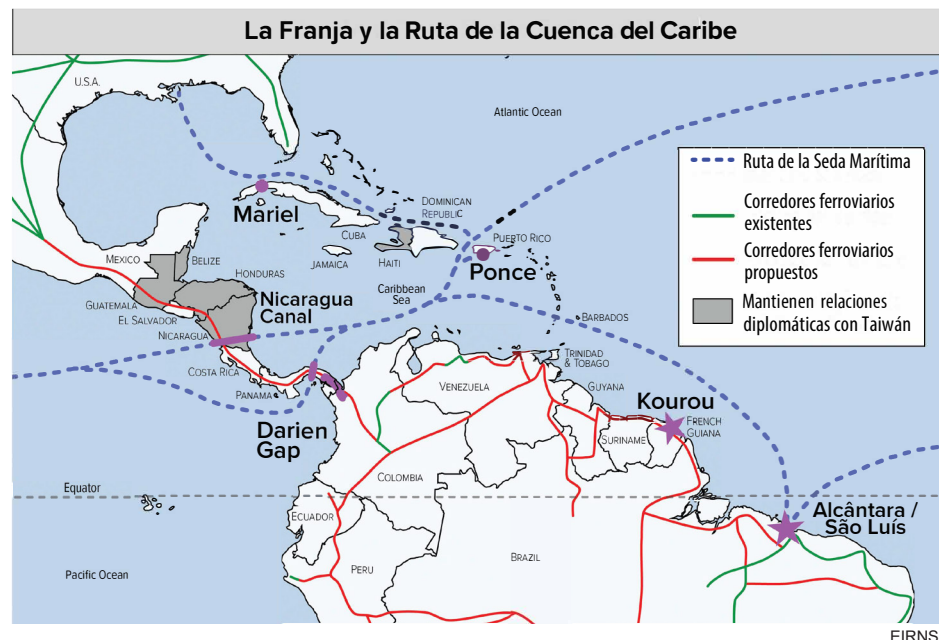 La Franja y la Ruta de la Cuenca del Caribe
U.S.A.
Atlantic Ocean
Ruta de la Seda Marítima
Corredores ferroviarios
existentes
Corredores ferroviarios
propuestos
Mantienen relaciones
diplomáticas con Taiwán
Mariel
CUBA
DOMINICAN
REPUBLIC
PUERTO RICO
Ponce
MEXICO
BELIZE
JAMAICA
HAITI
HONDURAS
Caribbean
Sea
GUATEMALA
EL SALVADOR
NICARAGUA
Nicaragua
Canal
BARBADOS
COSTA RICA
PANAMA
TRINIDAD
& TOBAGO
VENEZUELA
GUYANA
Darien
Gap
Kourou
FRENCH
GUIANA
SURINAME
COLOMBIA
Equator
Alcântara /
São Luís
ECUADOR
PERU
BRAZIL
Pacific Ocean
EIRNS